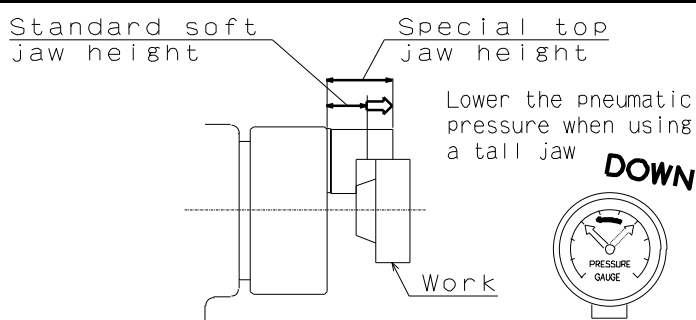 Standard soft
jaw height
Special top
jaw height
Lower the pneumatic
pressure when using
a tall jaw
DOWN
PRESSURE
GAUGE
Work